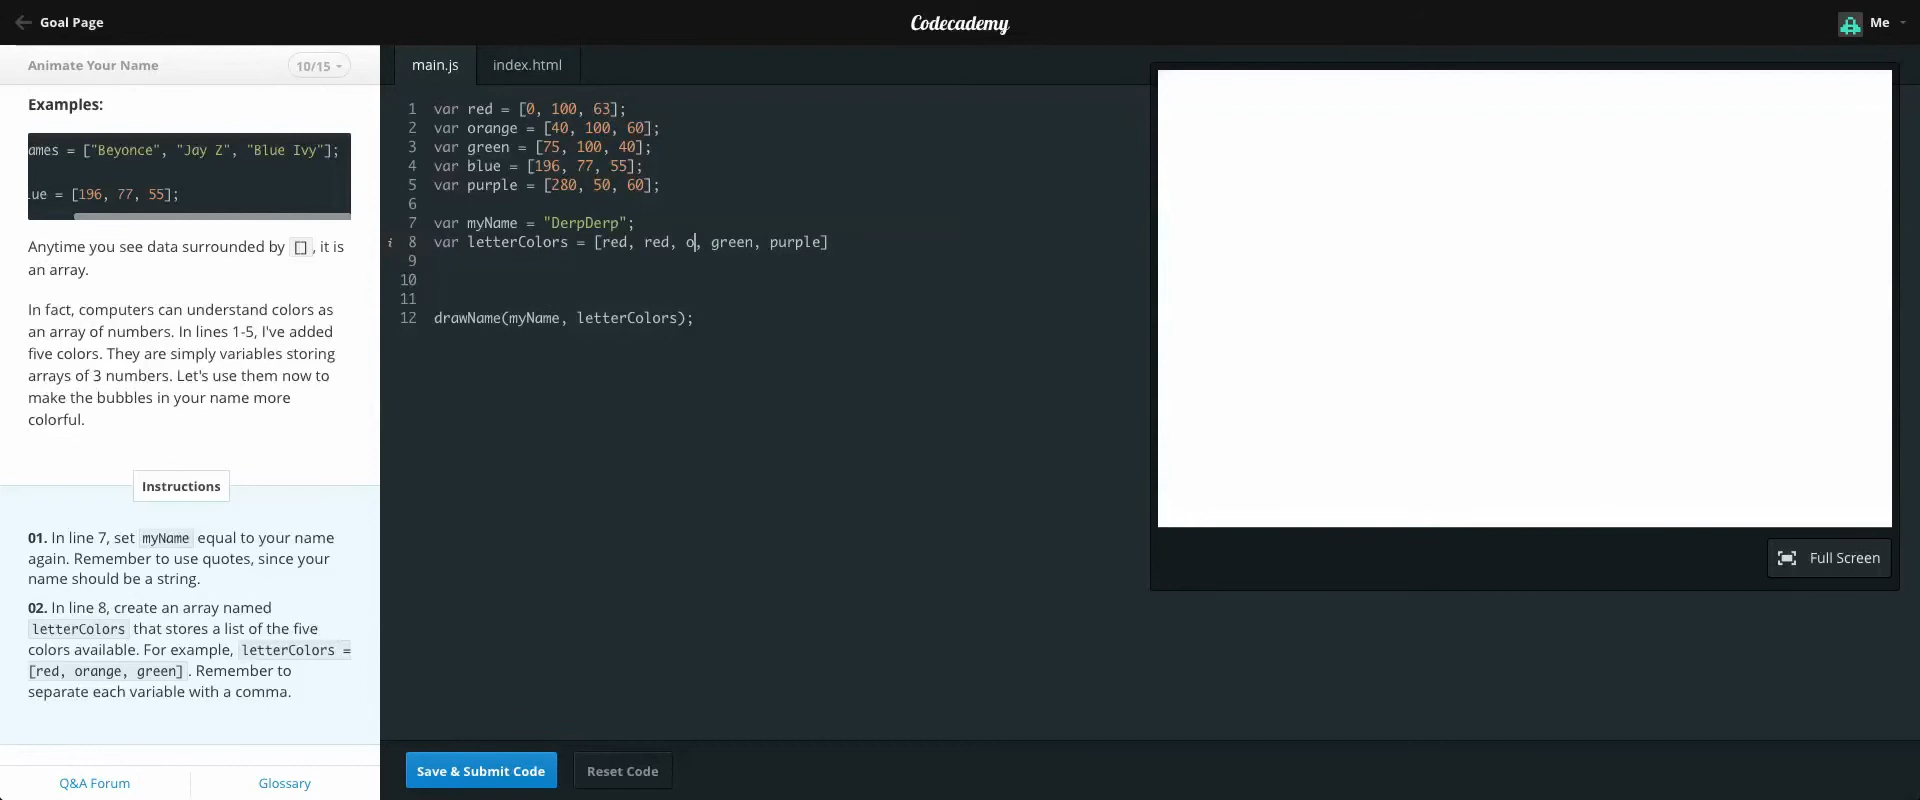 Goal Page
Codecademy
Me
Animate Your Name
10/15
main.js
index.html
Examples:
ames = ["Beyonce", "Jay Z", "Blue Ivy"];
lue = [196, 77, 55];
Anytime you see data surrounded by [], it is
an array.
In fact, computers can understand colors as
an array of numbers. In lines 1-5, I've added
five colors. They are simply variables storing
arrays of 3 numbers. Let's use them now to
make the bubbles in your name more
colorful.
Instructions
01. In line 7, set myName equal to your name
again. Remember to use quotes, since your
name should be a string.
02. In line 8, create an array named
letterColors that stores a list of the five
colors available. For example, letterColors =
[red, orange, green]. Remember to
separate each variable with a comma.
Q&A Forum
Glossary
1 var red = [0, 100, 63];
2 var orange = [40, 100, 60];
3 var green = [75, 100, 40];
4 var blue = [196, 77, 55];
5 var purple = [280, 50, 60];
6
7 var myName = "DerpDerp";
i 8 var letterColors = [red, red, o, green, purple]
9
10
11
12 drawName(myName, letterColors);
Full Screen
Save & Submit Code
Reset Code